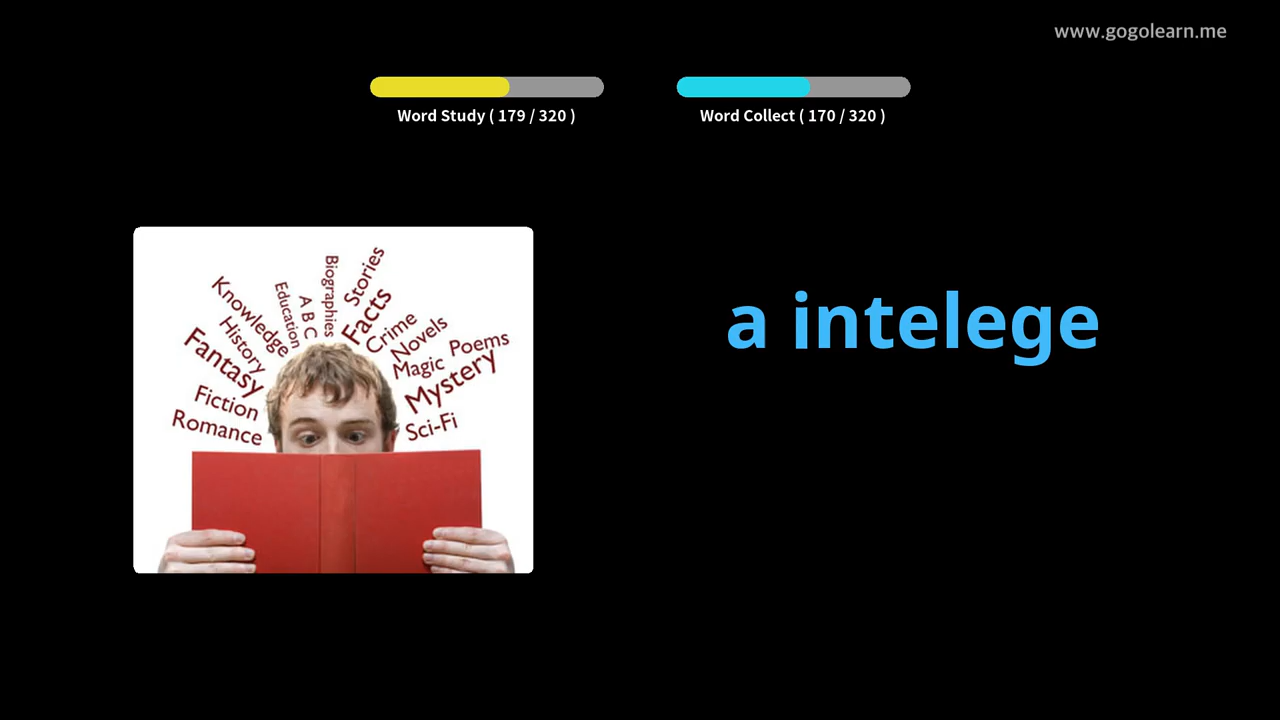 www.gogolearn.me
Word Study ( 179 / 320 )
Word Collect ( 170 / 320 )
a intelege
Biographies
Stories
Education
A B C
Facts
Knowledge
Crime
History
Novels
Fantasy
Magic
Poems
Mystery
Fiction
Romance
Sci-Fi